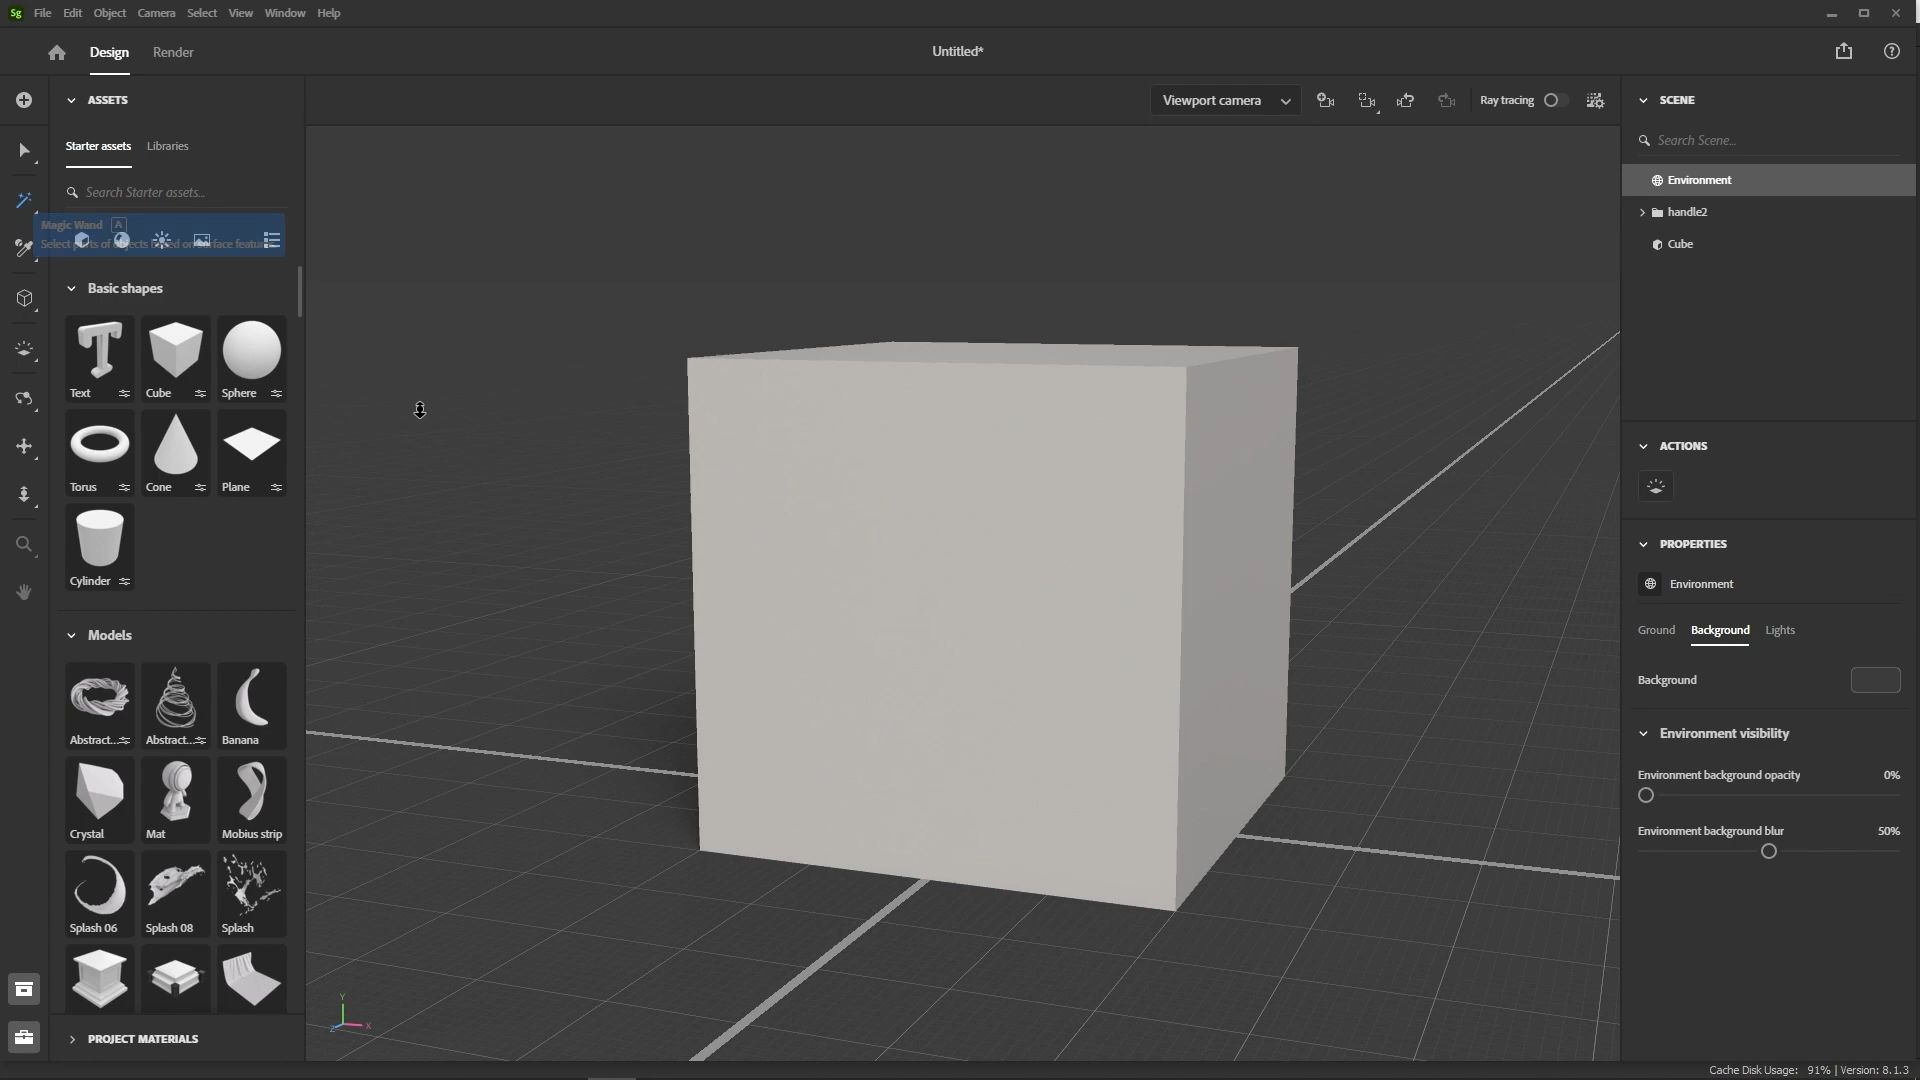 Sg File Edit Object Camera Select View Window Help
Design Render Untitled*
ASSETS
Viewport camera Ray tracing
SCENE
Starter assets Libraries
Search Starter assets...
Magic Wand A
Basic shapes
Text Cube Sphere
Torus Cone Plane
Cylinder
Models
Abstract... Abstract... Banana
Crystal Mat Mobius strip
Splash 06 Splash 08 Splash
PROJECT MATERIALS
Y
Z X
Search Scene...
Environment
handle2
Cube
ACTIONS
PROPERTIES
Environment
Ground Background Lights
Background
Environment visibility
Environment background opacity 0%
Environment background blur 50%
Cache Disk Usage: 91% | Version: 8.1.3